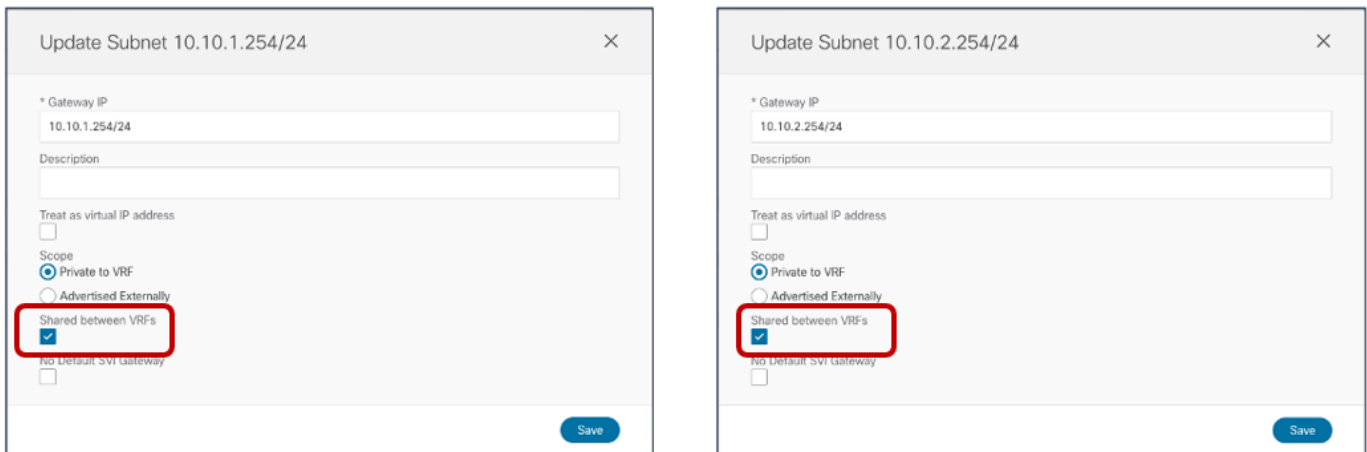 Update Subnet 10.10.1.254/24
* Gateway IP
10.10.1.254/24
Description
Treat as virtual IP address
Scope
Private to VRF
Advertised Externally
Shared between VRFs
No Default SVI Gateway
Save
Update Subnet 10.10.2.254/24
* Gateway IP
10.10.2.254/24
Description
Treat as virtual IP address
Scope
Private to VRF
Advertised Externally
Shared between VRFs
No Default SVI Gateway
Save